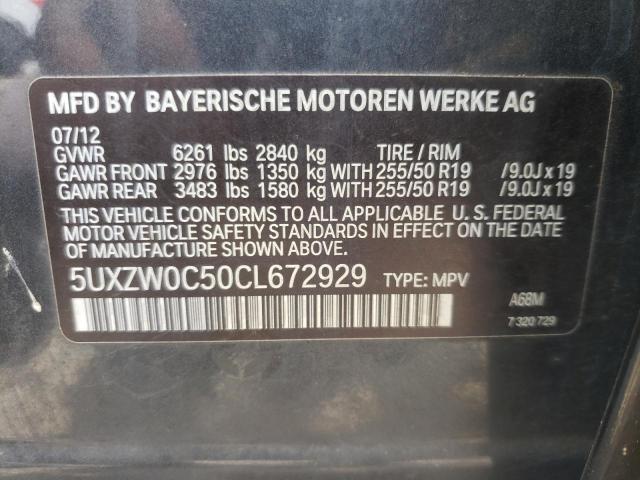 MFD BY BAYERISCHE MOTOREN WERKE AG
07/12
GVWR 6261 lbs 2840 kg TIRE / RIM
GAWR FRONT 2976 lbs 1350 kg WITH 255/50 R19 /9.0J x 19
GAWR REAR 3483 lbs 1580 kg WITH 255/50 R19 /9.0J x 19
THIS VEHICLE CONFORMS TO ALL APPLICABLE U. S. FEDERAL
MOTOR VEHICLE SAFETY STANDARDS IN EFFECT ON THE DATE
OF MANUFACTURE SHOWN ABOVE.
5UXZW0C50CL672929 TYPE: MPV
A68M
7 320 729